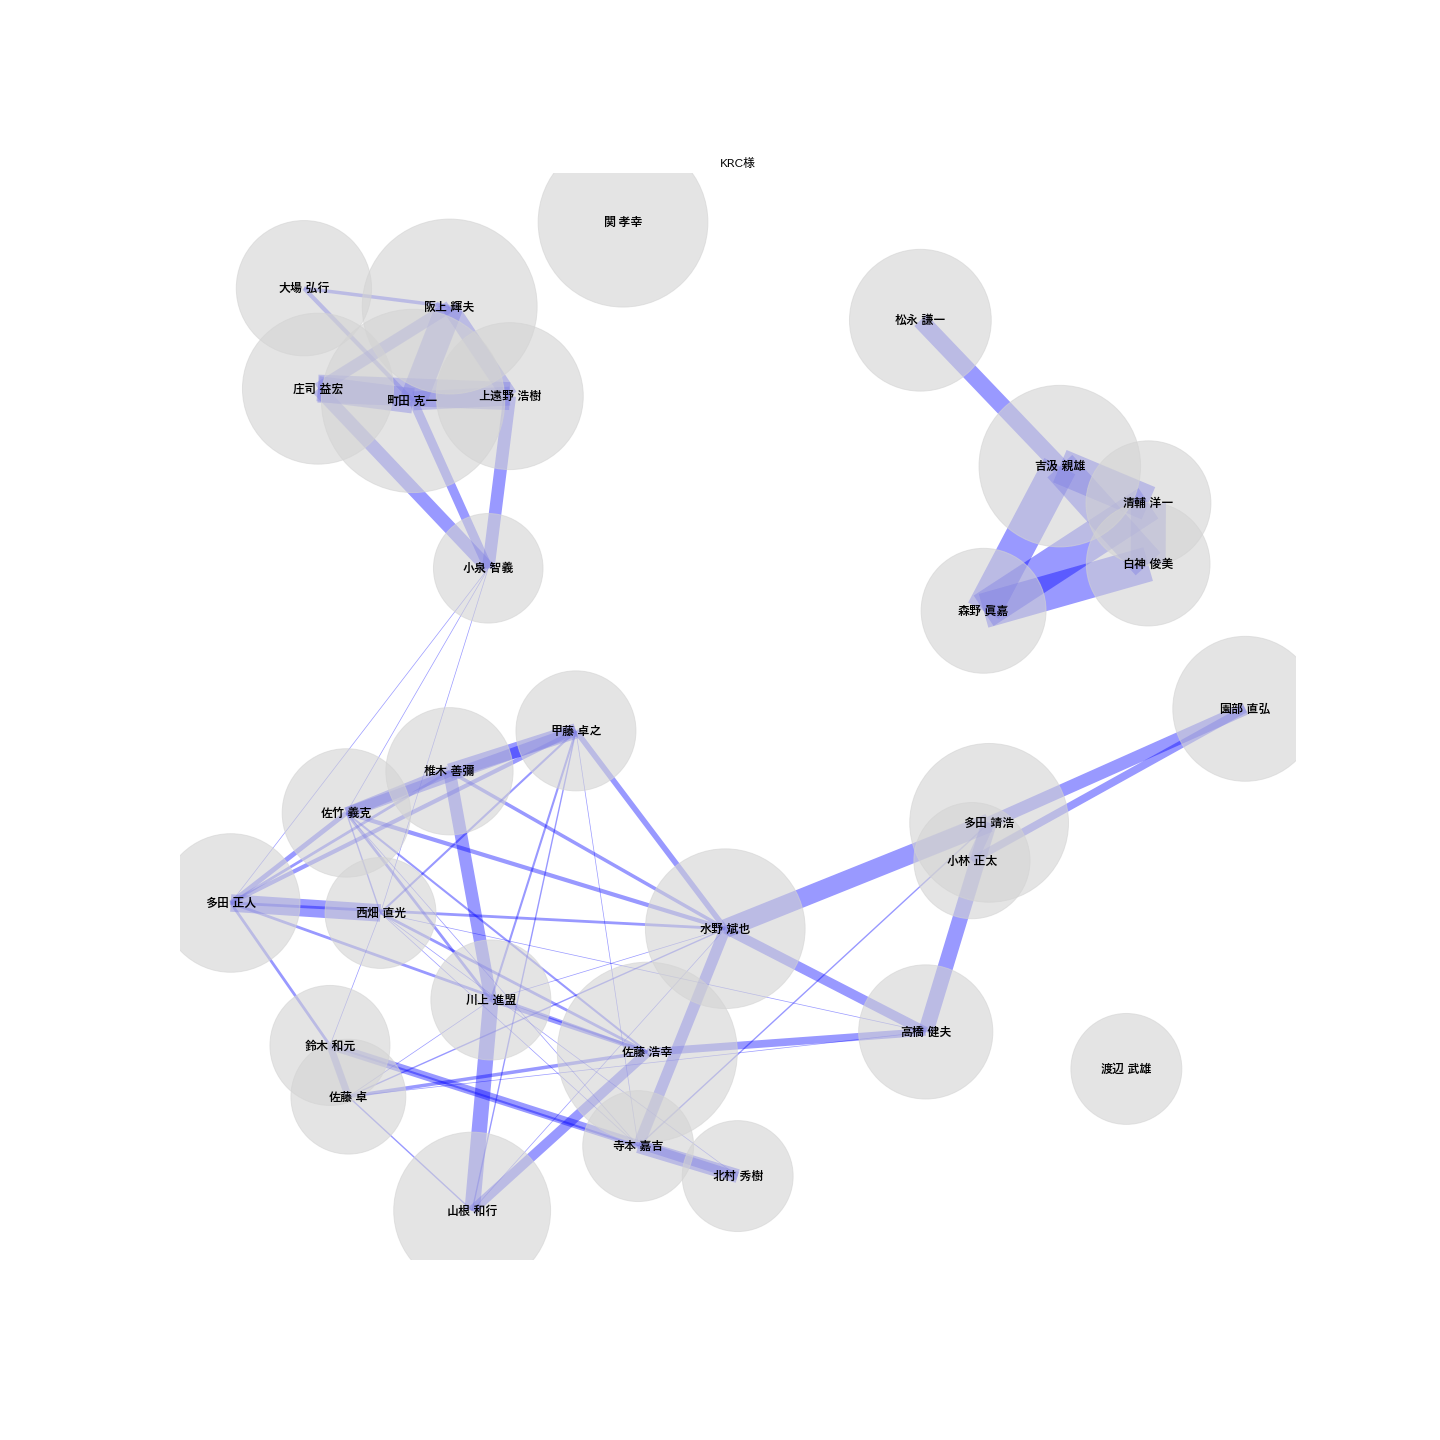 KRC様
関 孝幸
大場 弘行
阪上 輝夫
松永 謙一
庄司 益宏
町田 克一
上遠野 浩樹
吉汲 親雄
清輔 洋一
小泉 智義
白神 俊美
森野 眞嘉
園部 直弘
甲藤 卓之
椎木 善彌
佐竹 義克
多田 靖浩
小林 正太
多田 正人
西畑 直光
水野 斌也
川上 進盟
高橋 健夫
鈴木 和元
佐藤 浩幸
渡辺 武雄
佐藤 卓
寺本 嘉吉
北村 秀樹
山根 和行